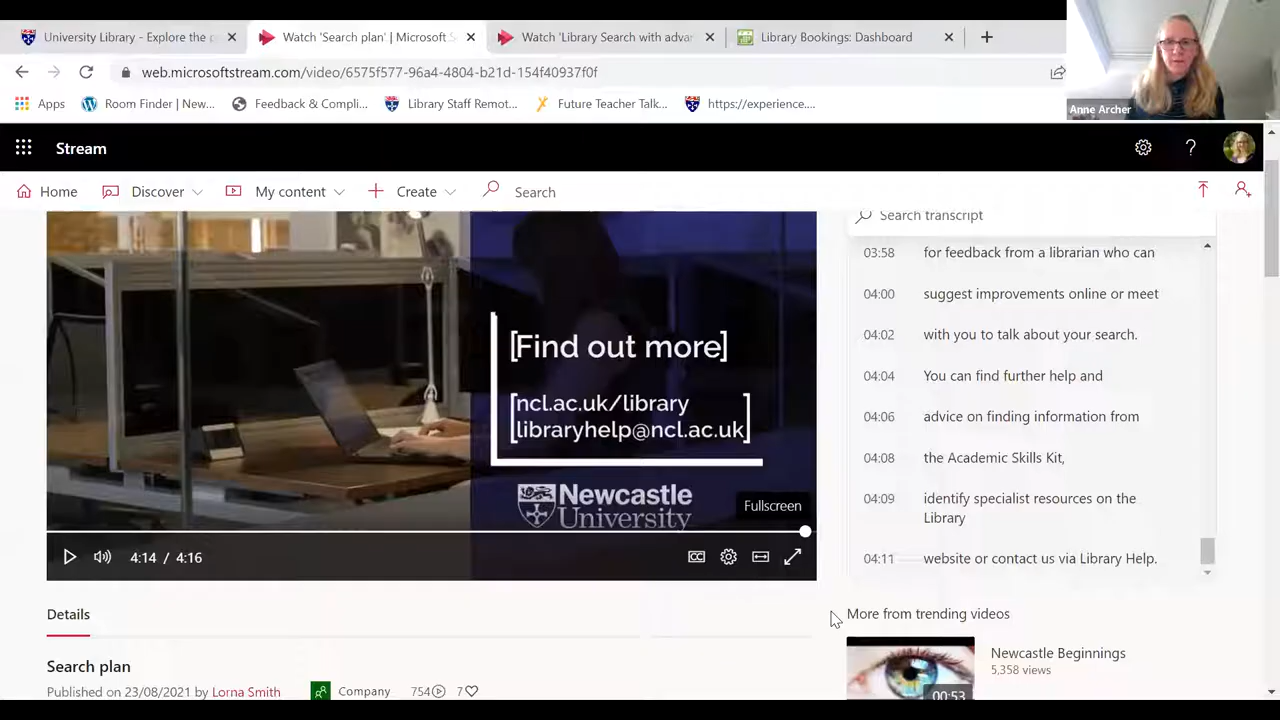 University Library - Explore the
Watch 'Search plan' | Microsoft S
Watch 'Library Search with adva
Library Bookings: Dashboard
web.microsoftstream.com/video/6575f577-96a4-4804-b21d-154f40937f0f
Anne Archer
Apps
Room Finder | New...
Feedback & Compli...
Library Staff Remot...
Future Teacher Talk...
https://experience....
Stream
Home
Discover
My content
Create
Search
Search transcript
03:58 for feedback from a librarian who can
04:00 suggest improvements online or meet
04:02 with you to talk about your search.
04:04 You can find further help and
04:06 advice on finding information from
04:08 the Academic Skills Kit,
04:09 identify specialist resources on the
Library
04:11 website or contact us via Library Help.
[Find out more]
[ncl.ac.uk/library
libraryhelp@ncl.ac.uk]
Newcastle
University
Fullscreen
4:14 / 4:16
CC
Details
Search plan
Published on 23/08/2021 by Lorna Smith
Company
754
7
More from trending videos
Newcastle Beginnings
5,358 views
00:53